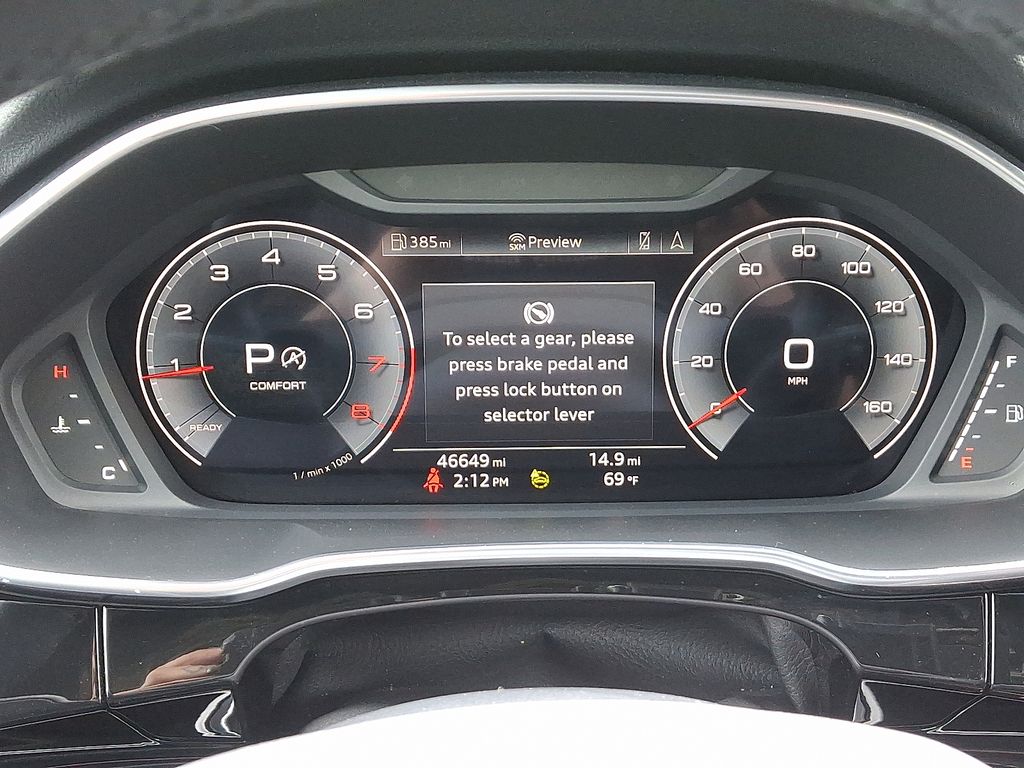 385 mi
SXM Preview
1
2
3
4
5
6
7
8
READY
P
COMFORT
1 / min x 1000
To select a gear, please
press brake pedal and
press lock button on
selector lever
0
20
40
60
80
100
120
140
160
0
MPH
H
C
F
E
46649 mi 14.9 mi
2:12 PM 69 °F